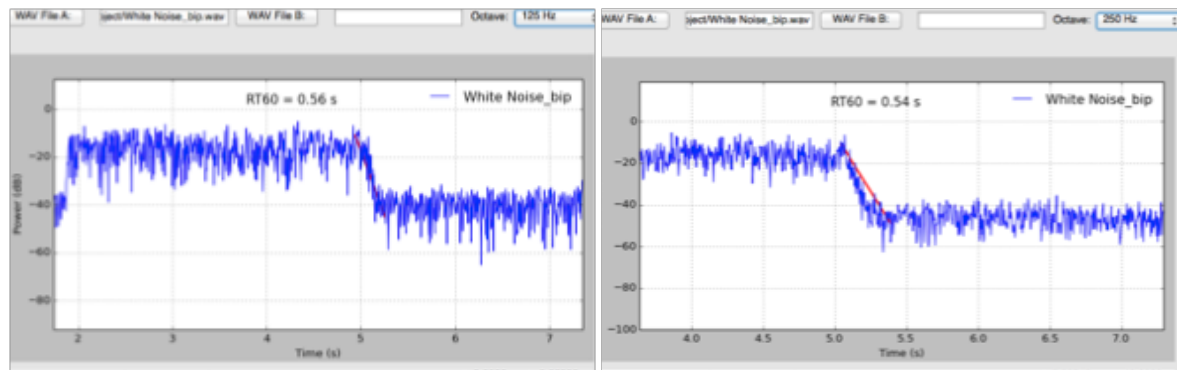 WAV File A: ject/White Noise_bip.wav WAV File B: Octave: 125 Hz
RT60 = 0.56 s White Noise_bip
0
−20
−40
−60
−80
Power (dB)
2 3 4 5 6 7
Time (s)
WAV File A: ject/White Noise_bip.wav WAV File B: Octave: 250 Hz
RT60 = 0.54 s White Noise_bip
0
−20
−40
−60
−80
−100
4.0 4.5 5.0 5.5 6.0 6.5 7.0
Time (s)